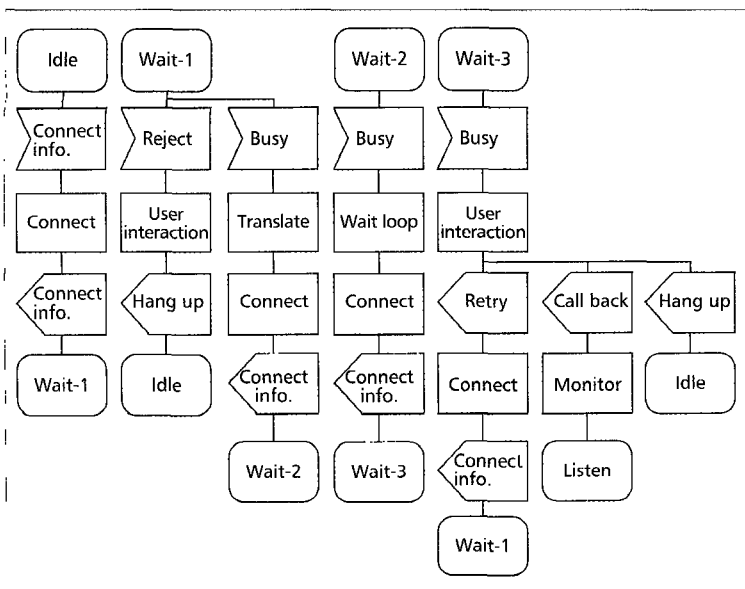 Idle
Wait-1
Wait-2
Wait-3
Connect
info.
Reject
Busy
Busy
Busy
Connect
User
interaction
Translate
Wait loop
User
interaction
Connect
info.
Hang up
Connect
Connect
Retry
Call back
Hang up
Wait-1
Idle
Connect
info.
Connect
info.
Connect
Monitor
Idle
Wait-2
Wait-3
Connect
info.
Listen
Wait-1